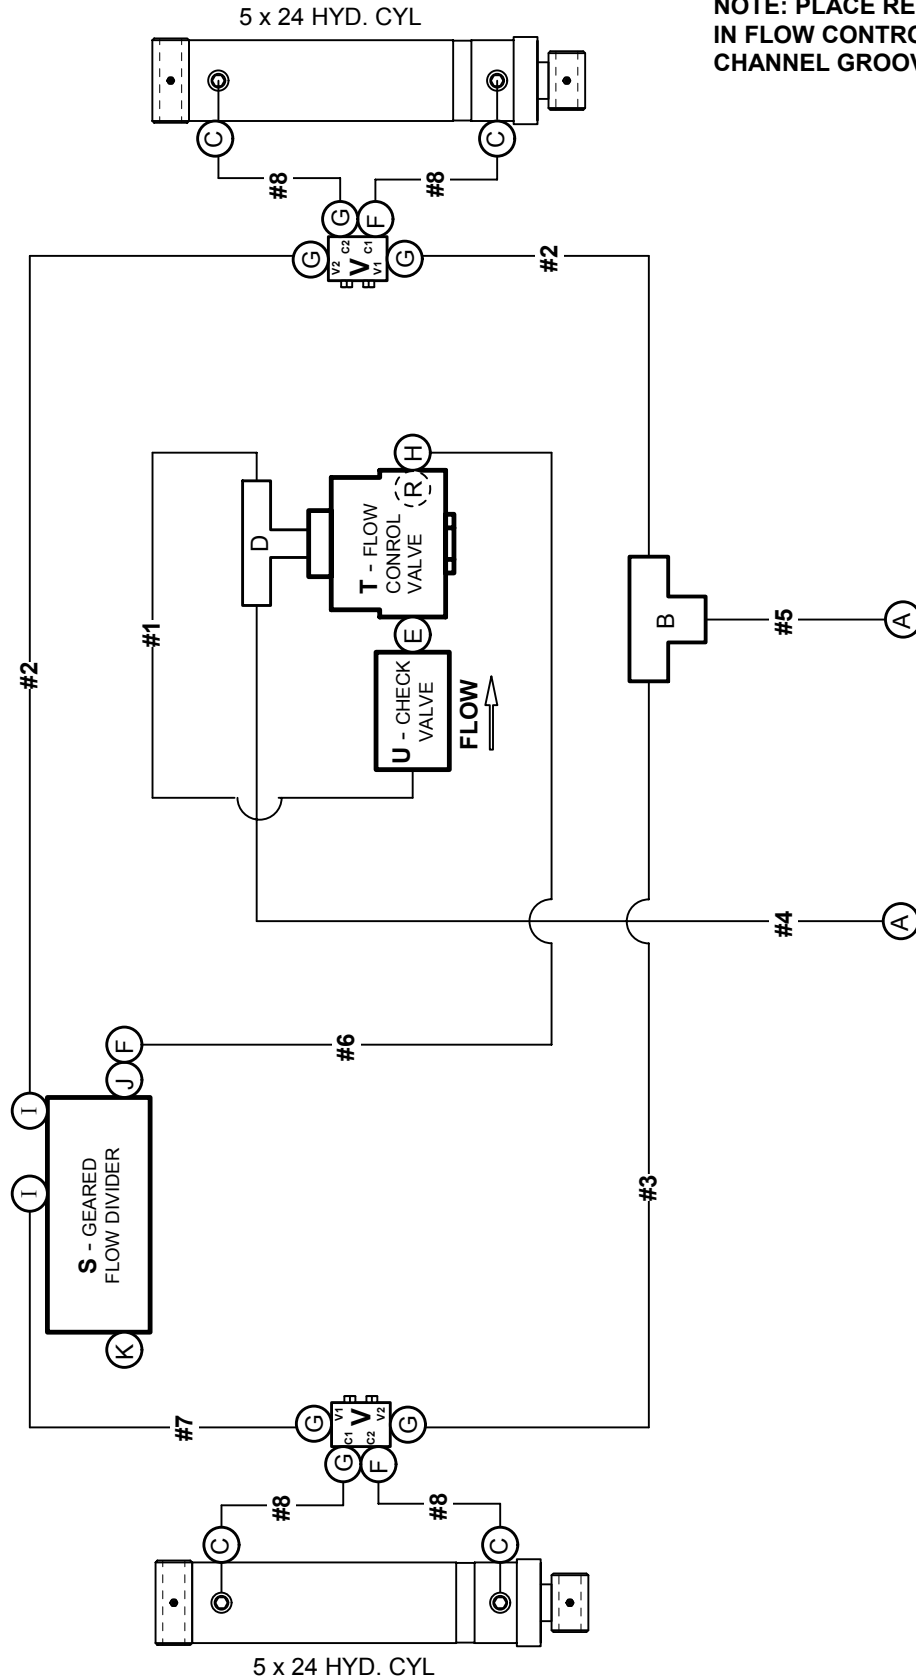 5 x 24 HYD. CYL
NOTE: PLACE RE
IN FLOW CONTRO
CHANNEL GROOV
C
C
#8
#8
G
F
G
V2
C2
V
C1
V1
G
#2
#2
#1
D
H
R
T - FLOW
CONROL
VALVE
E
U - CHECK
VALVE
FLOW
B
#5
A
#4
A
F
J
#6
I
I
S - GEARED
FLOW DIVIDER
K
#3
#7
G
V1
C1
V
C2
V2
G
G
F
#8
#8
C
C
5 x 24 HYD. CYL